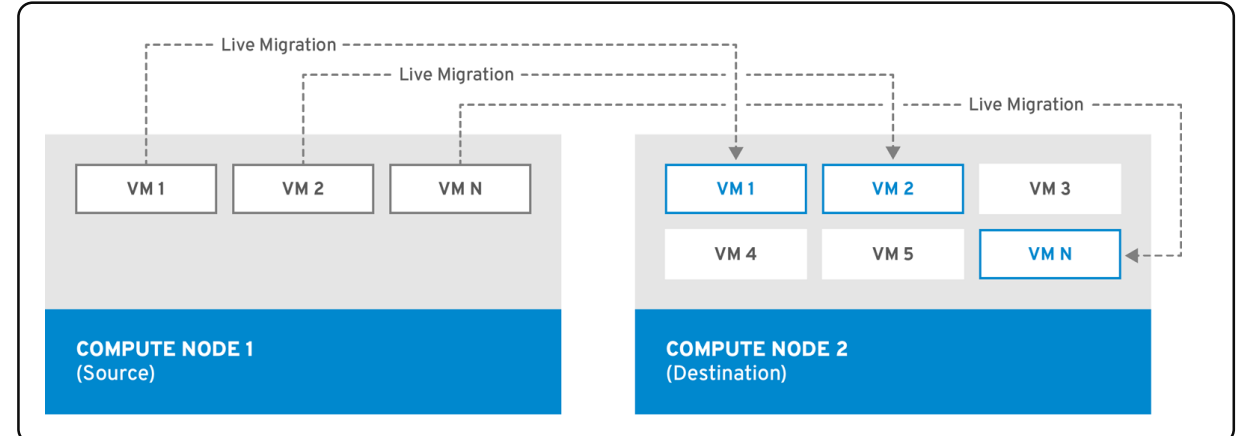 Live Migration
Live Migration
Live Migration
VM 1
VM 2
VM N
COMPUTE NODE 1
(Source)
VM 1
VM 2
VM 3
VM 4
VM 5
VM N
COMPUTE NODE 2
(Destination)